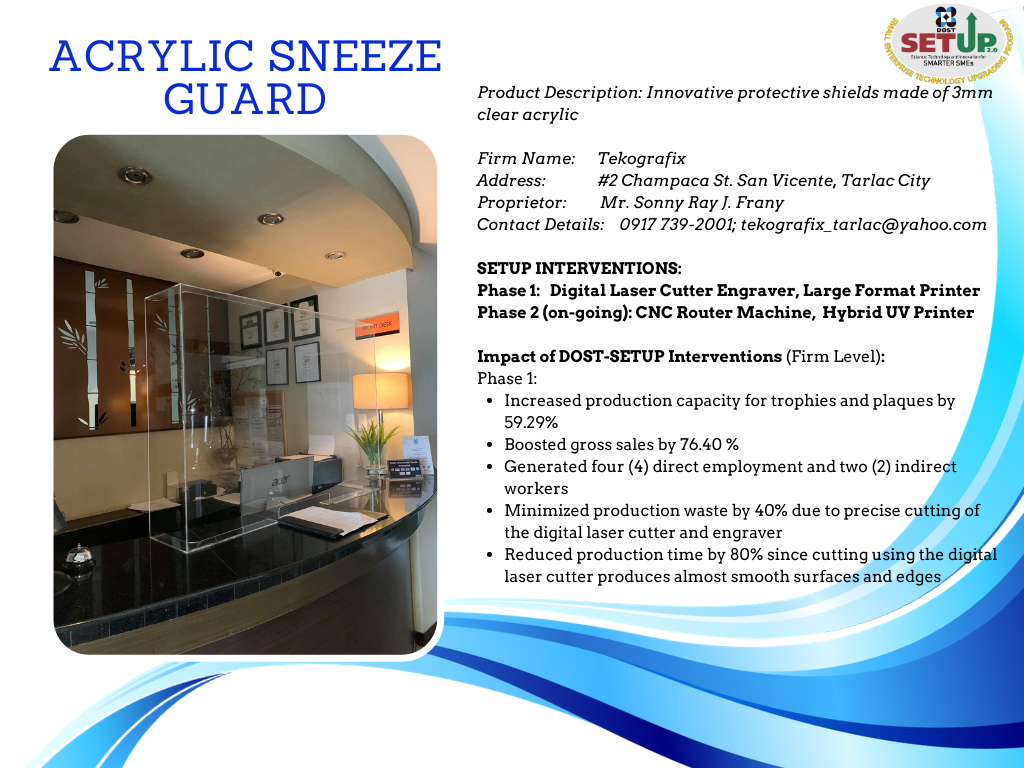 ACRYLIC SNEEZE
GUARD
DOST
SETUP 2.0
Science Technology and Innovation for
SMARTER SMEs
SMALL ENTERPRISE TECHNOLOGY UPGRADING PROGRAM
Product Description: Innovative protective shields made of 3mm
clear acrylic
Firm Name: Tekografix
Address: #2 Champaca St. San Vicente, Tarlac City
Proprietor: Mr. Sonny Ray J. Frany
Contact Details: 0917 739-2001; tekografix_tarlac@yahoo.com
SETUP INTERVENTIONS:
Phase 1: Digital Laser Cutter Engraver, Large Format Printer
Phase 2 (on-going): CNC Router Machine, Hybrid UV Printer
Impact of DOST-SETUP Interventions (Firm Level):
Phase 1:
• Increased production capacity for trophies and plaques by
59.29%
• Boosted gross sales by 76.40 %
• Generated four (4) direct employment and two (2) indirect
workers
• Minimized production waste by 40% due to precise cutting of
the digital laser cutter and engraver
• Reduced production time by 80% since cutting using the digital
laser cutter produces almost smooth surfaces and edges
FRONT DESK
acer